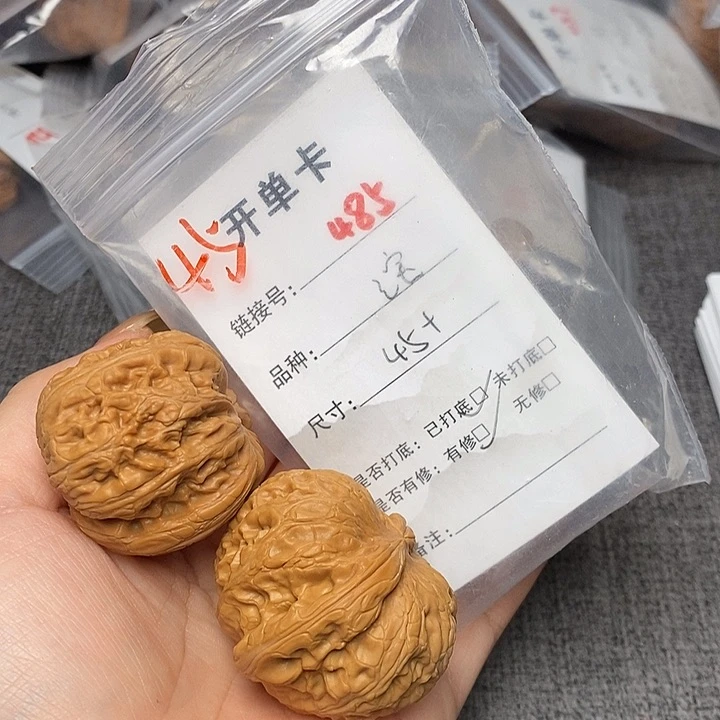 45 开单卡
链接号: 485
品种:
尺寸: 45+
是否打底: 已打底☑ 未打底☐
是否有修: 有修☑ 无修☐
备注: